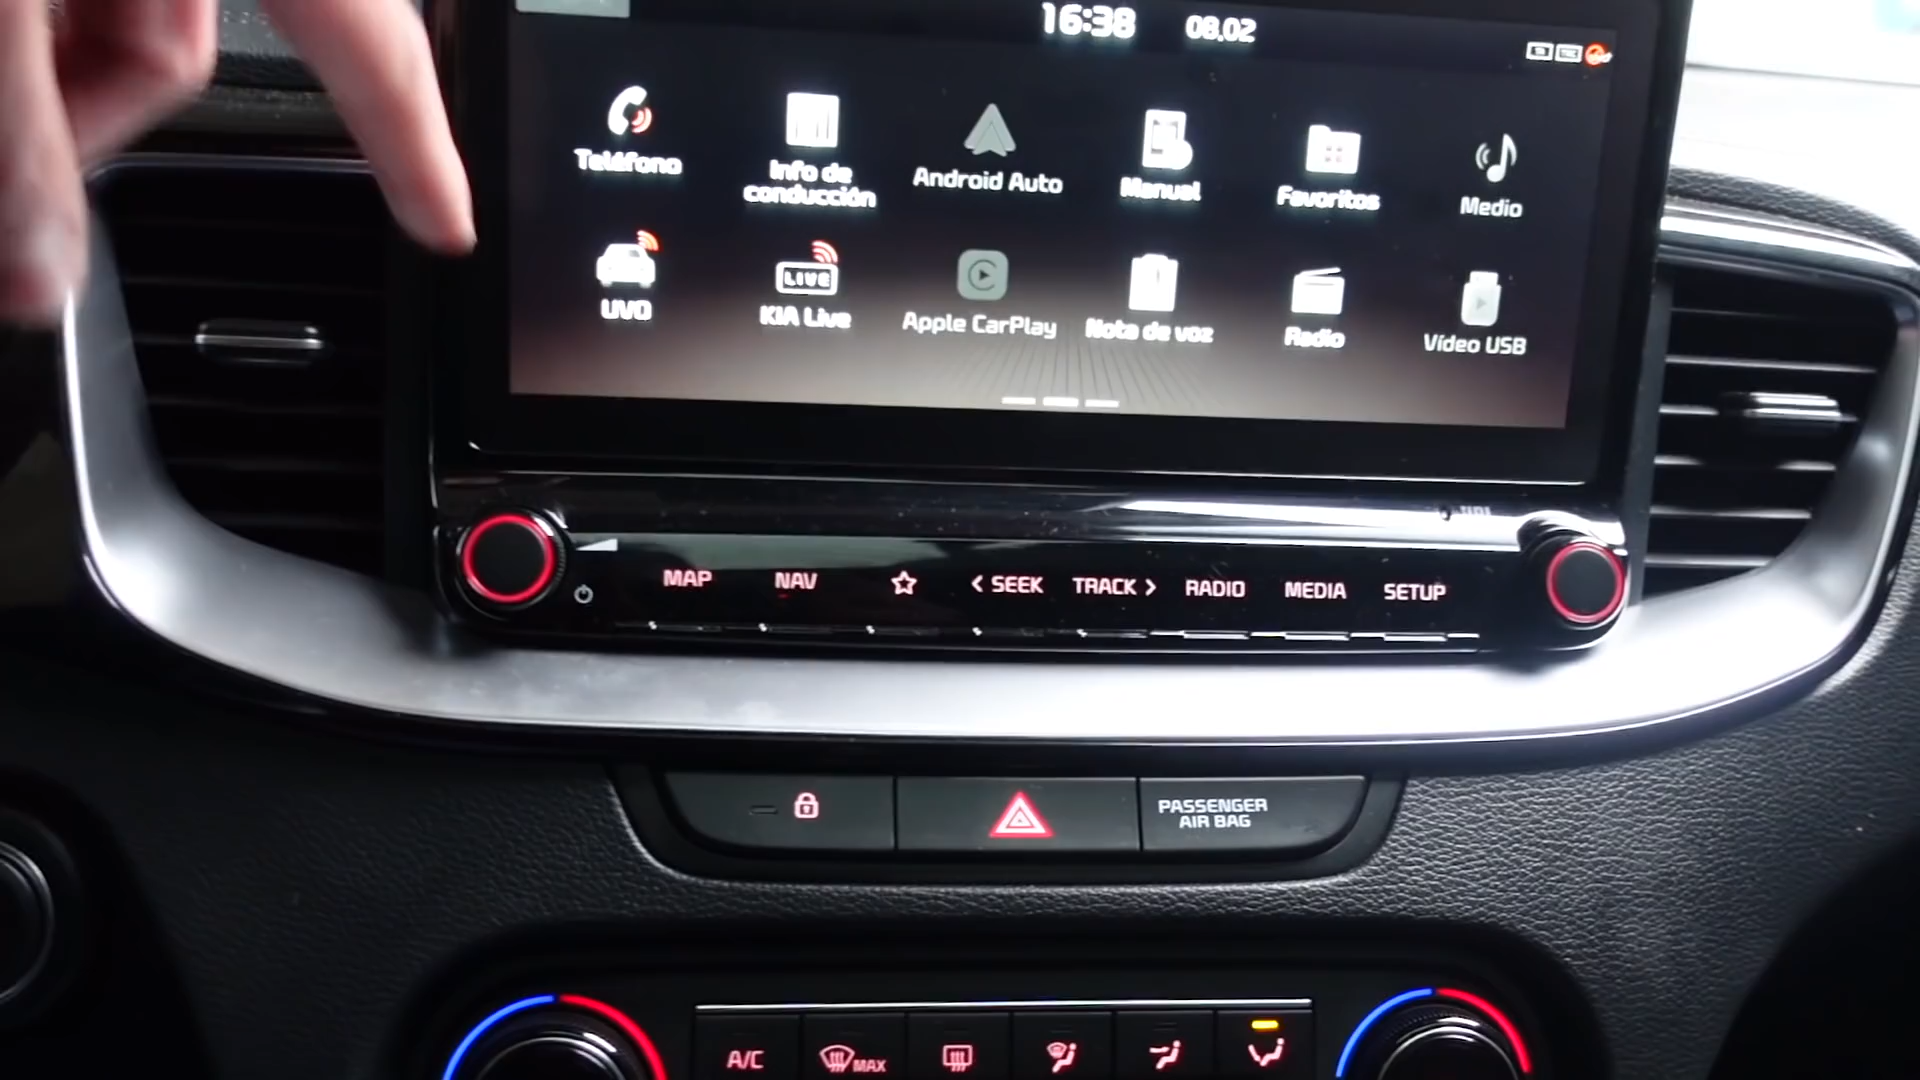 16:38 08.02
Teléfono
Info de
conducción
Android Auto
Manual
Favoritos
Medio
UVO
LIVE
KIA Live
Apple CarPlay
Nota de voz
Radio
Vídeo USB
MAP NAV < SEEK TRACK > RADIO MEDIA SETUP
PASSENGER
AIR BAG
A/C MAX